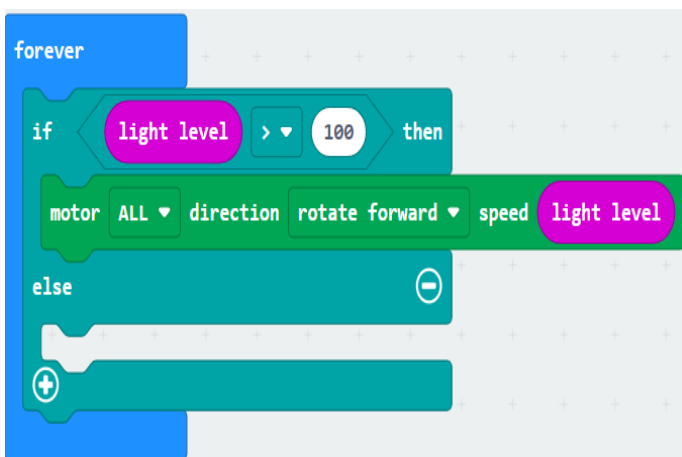 forever
if light level > ▾ 100 then
motor ALL ▾ direction rotate forward ▾ speed light level
else